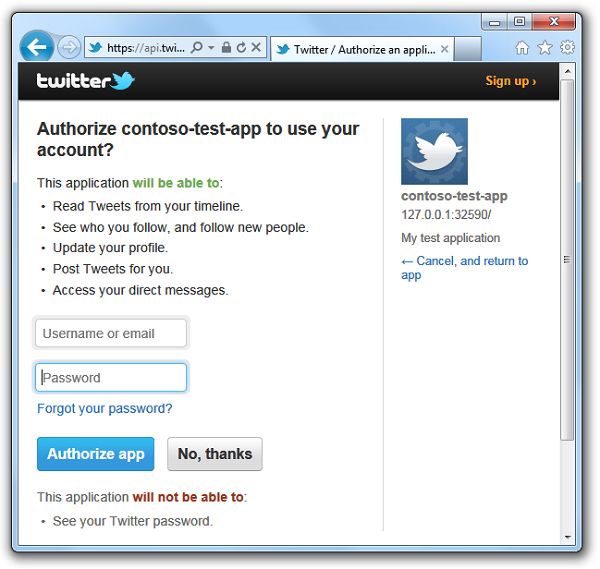 https://api.twi...
Twitter / Authorize an appli...
twitter
Sign up ›
Authorize contoso-test-app to use your
account?
This application will be able to:
• Read Tweets from your timeline.
• See who you follow, and follow new people.
• Update your profile.
• Post Tweets for you.
• Access your direct messages.
Username or email
Password
Forgot your password?
Authorize app
No, thanks
This application will not be able to:
• See your Twitter password.
contoso-test-app
127.0.0.1:32590/
My test application
← Cancel, and return to
app